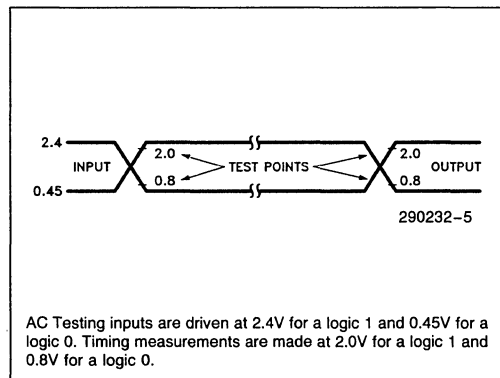 2.4
INPUT
0.45
2.0
0.8
TEST POINTS
2.0
0.8
OUTPUT
290232-5
AC Testing inputs are driven at 2.4V for a logic 1 and 0.45V for a
logic 0. Timing measurements are made at 2.0V for a logic 1 and
0.8V for a logic 0.